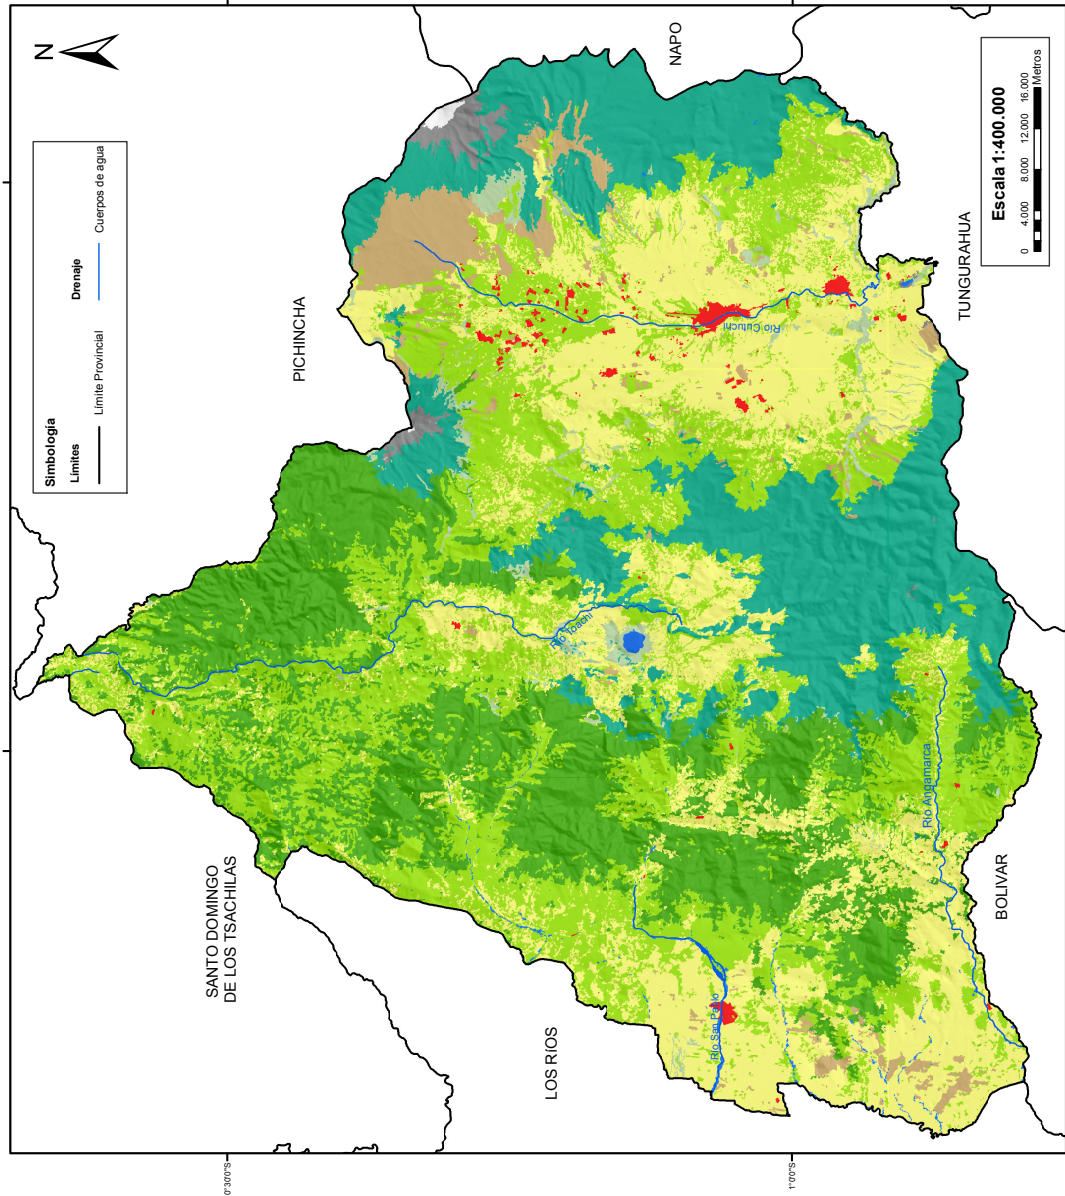 N
NAPO
Simbología
Límites
Límite Provincial
Drenaje
Cuerpos de agua
Escala 1:400.000
0 4.000 8.000 12.000 16.000
Metros
PICHINCHA
TUNGURAHUA
Río Cutuchi
Río Toachi
Río Angamarca
SANTO DOMINGO
DE LOS TSACHILAS
BOLIVAR
LOS RÍOS
Río San Pablo
0°30'0"S
1°0'0"S